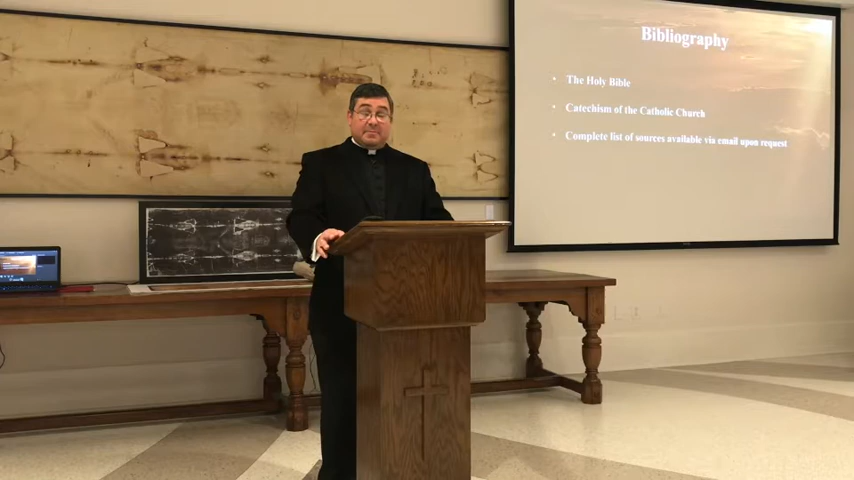 Bibliography
• The Holy Bible
• Catechism of the Catholic Church
• Complete list of sources available via email upon request